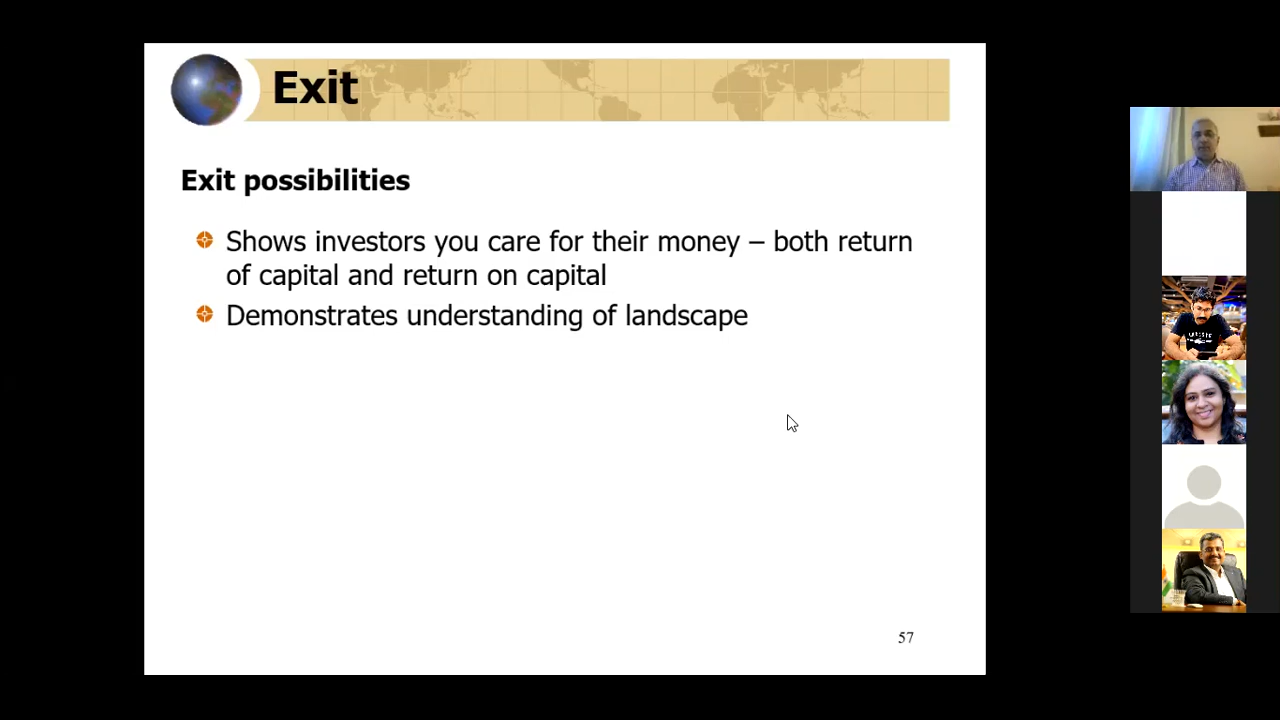 Exit
Exit possibilities
Shows investors you care for their money – both return
of capital and return on capital
Demonstrates understanding of landscape
57